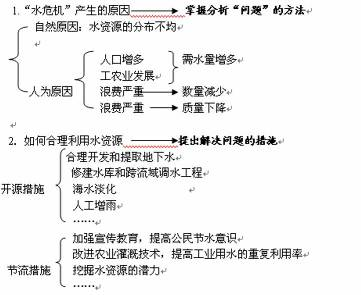 1.“水危机”产生的原因 掌握分析“问题”的方法
自然原因：水资源的分布不均
……
人口增多
工农业发展
需水量增多
人为原因
浪费严重 数量减少
浪费严重 质量下降
……
2. 如何合理利用水资源 提出解决问题的措施
合理开发和提取地下水
修建水库和跨流域调水工程
开源措施
海水淡化
人工增雨
……
加强宣传教育，提高公民节水意识
改进农业灌溉技术，提高工业用水的重复利用率
节流措施
挖掘水资源的潜力
……